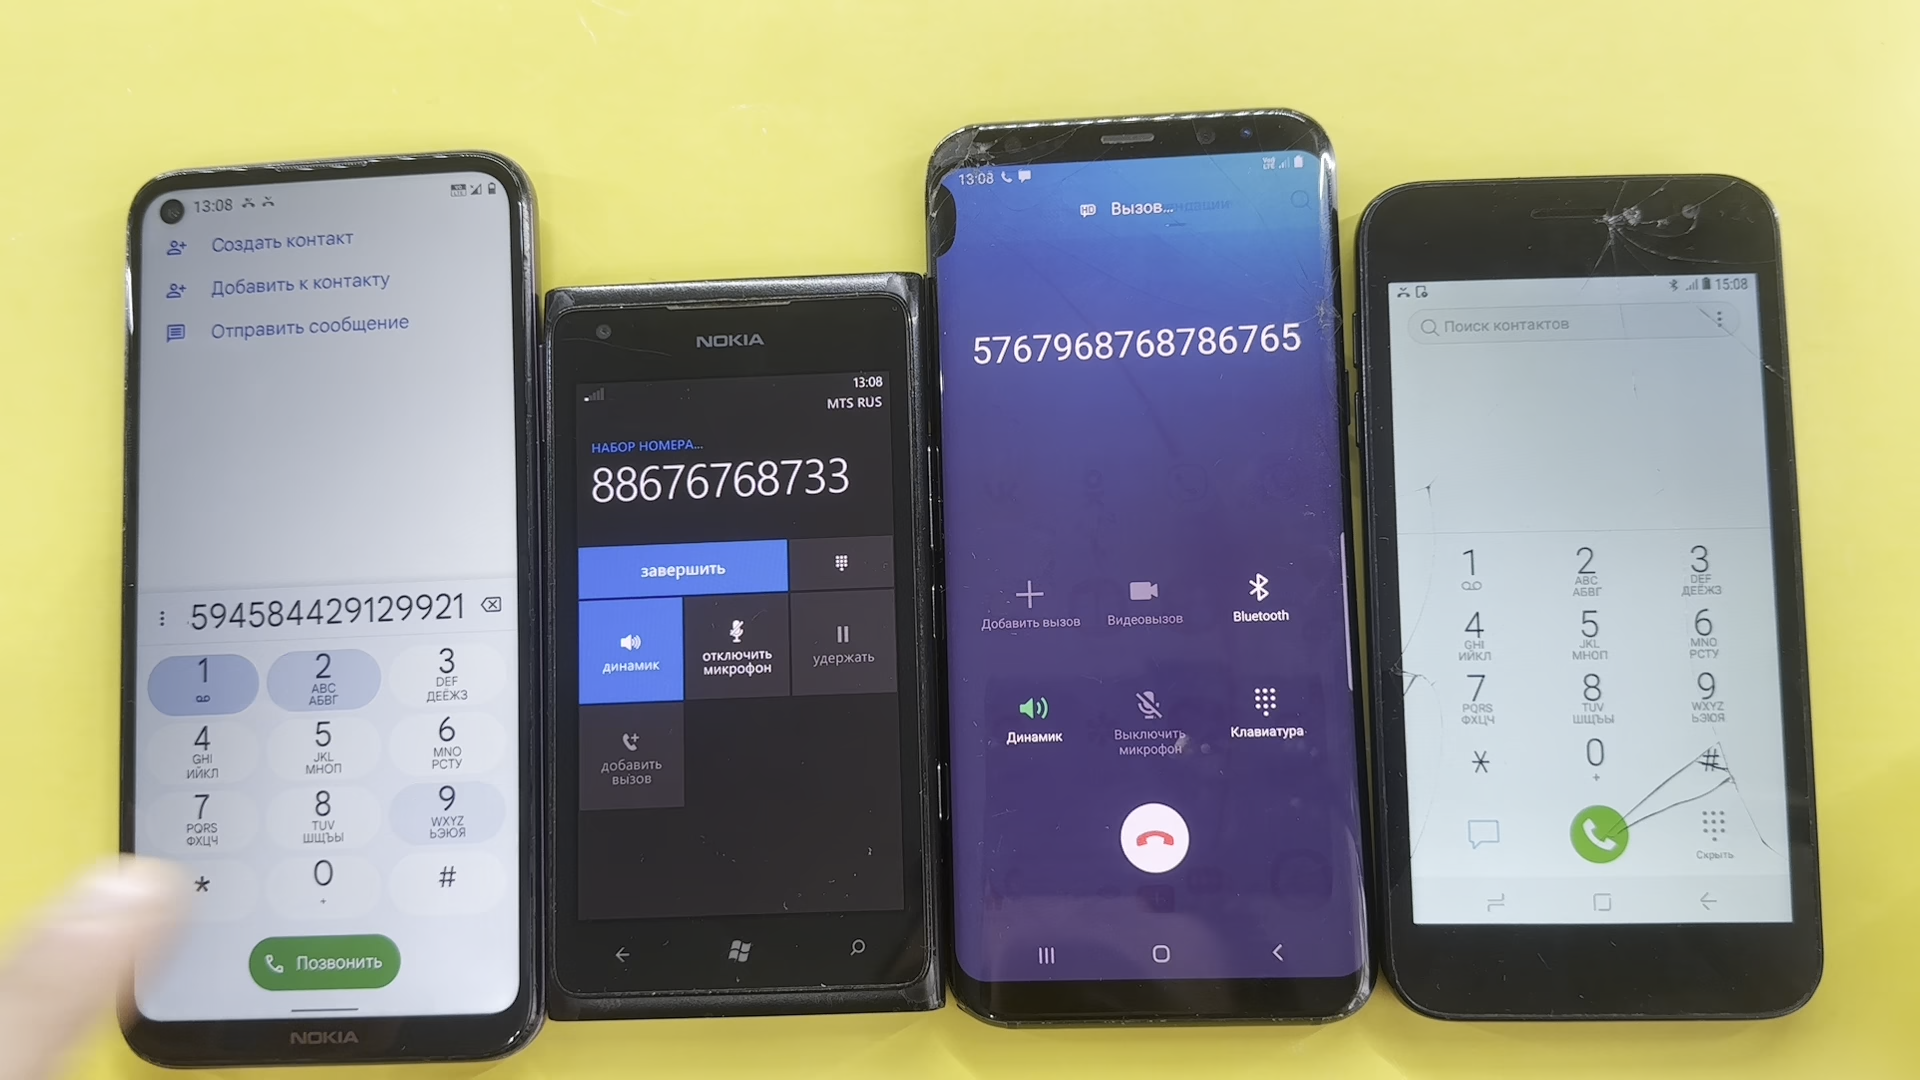 13:08
Создать контакт
Добавить к контакту
Отправить сообщение
594584429129921
1 2 3
ABC DEF
АБВГ ДЕЁЖЗ
4 5 6
GHI JKL MNO
ИЙКЛ МНОП РСТУ
7 8 9
PQRS TUV WXYZ
ФХЦЧ ШЩЪЫ ЬЭЮЯ
* 0 #
+
Позвонить
NOKIA
NOKIA
13:08
MTS RUS
НАБОР НОМЕРА...
88676768733
завершить
динамик
отключить
микрофон
удержать
добавить
вызов
13:08
HD Вызов...
5767968768786765
Добавить вызов Видеовызов Bluetooth
Динамик Выключить
микрофон Клавиатура
15:08
Поиск контактов
1 2 3
ABC DEF
АБВГ ДЕЁЖЗ
4 5 6
GHI JKL MNO
ИЙКЛ МНОП РСТУ
7 8 9
PQRS TUV WXYZ
ФХЦЧ ШЩЪЫ ЬЭЮЯ
* 0 #
+
Скрыть